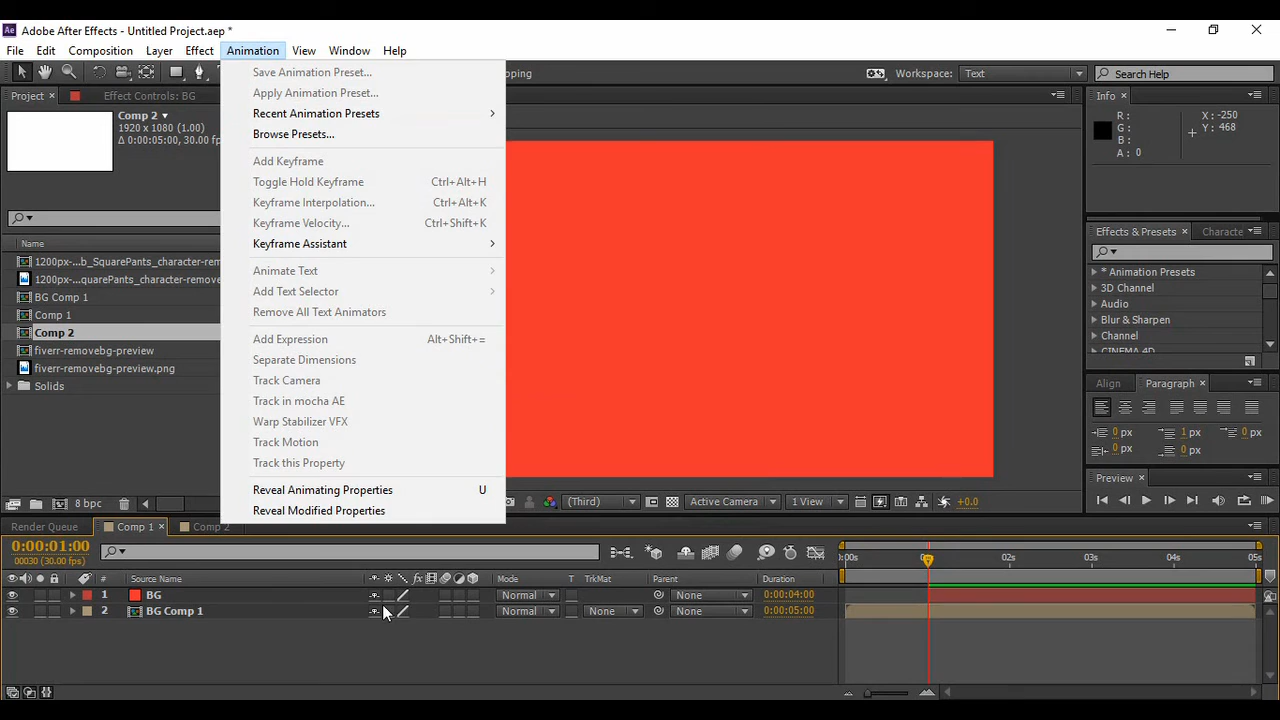 Adobe After Effects - Untitled Project.aep *
File Edit Composition Layer Effect Animation View Window Help
pping Workspace: Text Search Help
Project Effect Controls: BG
Comp 2
1920 x 1080 (1.00)
Δ 0:00:05:00, 30.00 fp
Name
1200px-...b_SquarePants_character-rem
1200px-...quarePants_character-remove
BG Comp 1
Comp 1
Comp 2
fiverr-removebg-preview
fiverr-removebg-preview.png
Solids
8 bpc
Save Animation Preset...
Apply Animation Preset...
Recent Animation Presets
Browse Presets...
Add Keyframe
Toggle Hold Keyframe Ctrl+Alt+H
Keyframe Interpolation... Ctrl+Alt+K
Keyframe Velocity... Ctrl+Shift+K
Keyframe Assistant
Animate Text
Add Text Selector
Remove All Text Animators
Add Expression Alt+Shift+=
Separate Dimensions
Track Camera
Track in mocha AE
Warp Stabilizer VFX
Track Motion
Track this Property
Reveal Animating Properties U
Reveal Modified Properties
(Third) Active Camera 1 View +0.0
Info
R: X: -250
G: Y: 468
B:
A: 0
Effects & Presets Characte
* Animation Presets
3D Channel
Audio
Blur & Sharpen
Channel
CINEMA 4D
Align Paragraph
0 px 1 px 0 px
0 px 0 px
Preview
Render Queue Comp 1 Comp 2
0:00:01:00
00030 (30.00 fps)
:00s 02s 03s 04s 05s
# Source Name fx Mode T TrkMat Parent Duration
1 BG Normal None 0:00:04:00
2 BG Comp 1 Normal None None 0:00:05:00